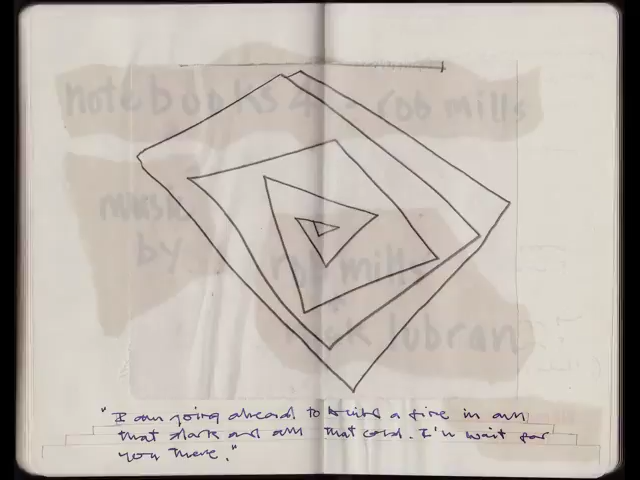 notebooks 4 - rob mills
music
by
rob mills
lubran
"I am going ahead to build a fire in all
that dark and all that cold. I'll wait for
you there."